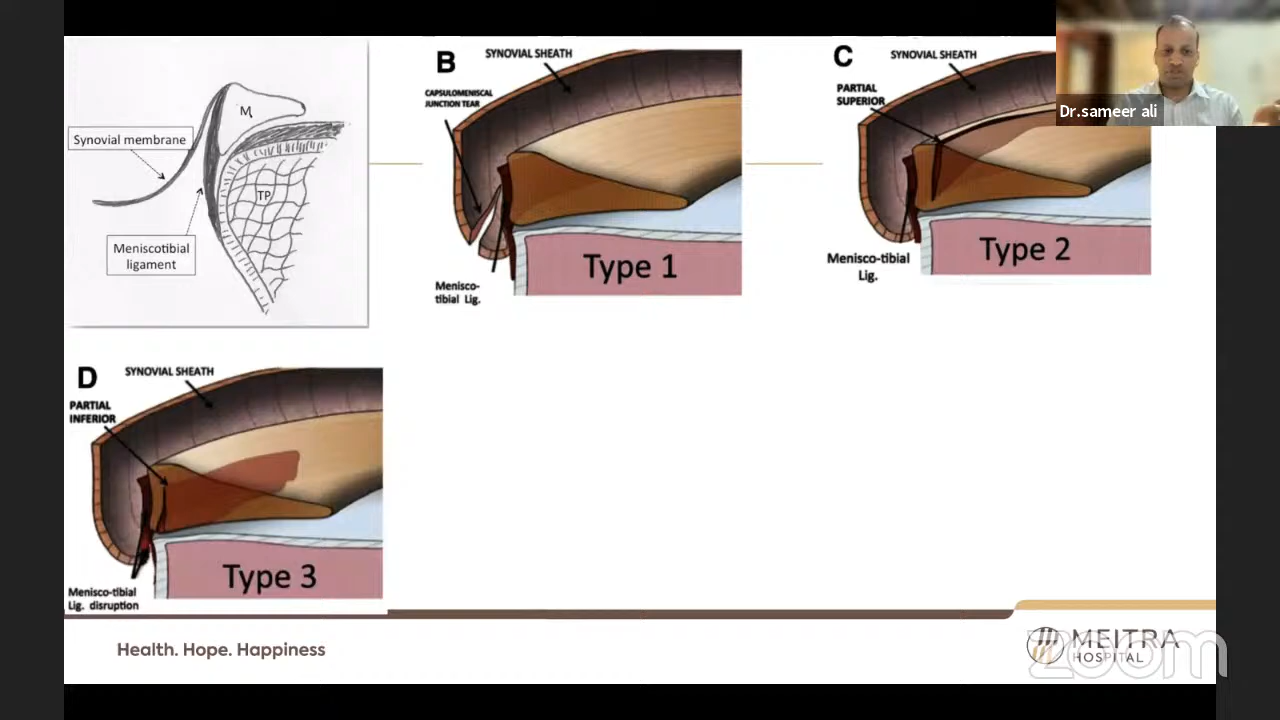 Synovial membrane
M
TP
Meniscotibial
ligament
B
SYNOVIAL SHEATH
CAPSULOMENISCAL
JUNCTION TEAR
Menisco-
tibial Lig.
Type 1
C
SYNOVIAL SHEATH
PARTIAL
SUPERIOR
Menisco-tibial
Lig.
Type 2
Dr.sameer ali
D
SYNOVIAL SHEATH
PARTIAL
INFERIOR
Menisco-tibial
Lig. disruption
Type 3
Health. Hope. Happiness
MEITRA
HOSPITAL
zoom